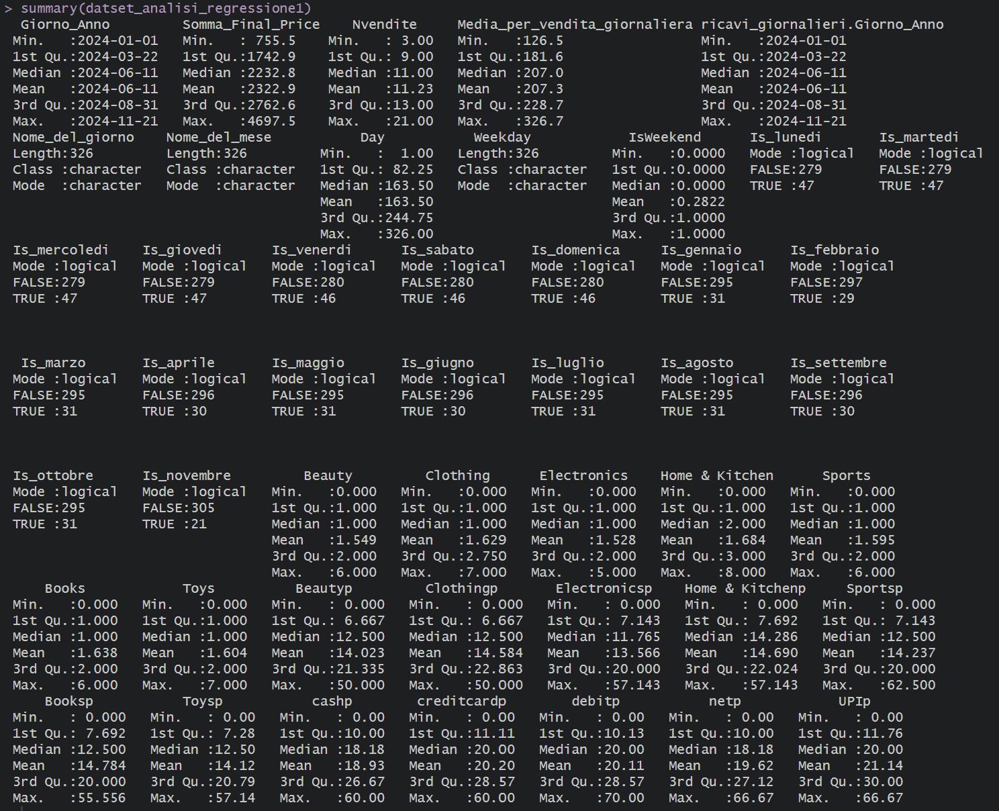 > summary(datset_analisi_regressione1)
  Giorno_Anno         Somma_Final_Price    Nvendite     Media_per_vendita_giornaliera ricavi_giornalieri.Giorno_Anno
 Min.   :2024-01-01   Min.   : 755.5    Min.   : 3.00   Min.   :126.5                 Min.   :2024-01-01
 1st Qu.:2024-03-22   1st Qu.:1742.9    1st Qu.: 9.00   1st Qu.:181.6                 1st Qu.:2024-03-22
 Median :2024-06-11   Median :2232.8    Median :11.00   Median :207.0                 Median :2024-06-11
 Mean   :2024-06-11   Mean   :2322.9    Mean   :11.23   Mean   :207.3                 Mean   :2024-06-11
 3rd Qu.:2024-08-31   3rd Qu.:2762.6    3rd Qu.:13.00   3rd Qu.:228.7                 3rd Qu.:2024-08-31
 Max.   :2024-11-21   Max.   :4697.5    Max.   :21.00   Max.   :326.7                 Max.   :2024-11-21
 Nome_del_giorno    Nome_del_mese           Day           Weekday            IsWeekend      Is_lunedi       Is_martedi
 Length:326         Length:326         Min.   :  1.00   Length:326         Min.   :0.0000   Mode :logical   Mode :logical
 Class :character   Class :character   1st Qu.: 82.25   Class :character   1st Qu.:0.0000   FALSE:279       FALSE:279
 Mode  :character   Mode  :character   Median :163.50   Mode  :character   Median :0.0000   TRUE :47        TRUE :47
                                       Mean   :163.50                      Mean   :0.2822
                                       3rd Qu.:244.75                      3rd Qu.:1.0000
                                       Max.   :326.00                      Max.   :1.0000
 Is_mercoledi    Is_giovedi      Is_venerdi      Is_sabato       Is_domenica     Is_gennaio      Is_febbraio
 Mode :logical   Mode :logical   Mode :logical   Mode :logical   Mode :logical   Mode :logical   Mode :logical
 FALSE:279       FALSE:279       FALSE:280       FALSE:280       FALSE:280       FALSE:295       FALSE:297
 TRUE :47        TRUE :47        TRUE :46        TRUE :46        TRUE :46        TRUE :31        TRUE :29
  Is_marzo       Is_aprile       Is_maggio       Is_giugno       Is_luglio       Is_agosto       Is_settembre
 Mode :logical   Mode :logical   Mode :logical   Mode :logical   Mode :logical   Mode :logical   Mode :logical
 FALSE:295       FALSE:296       FALSE:295       FALSE:296       FALSE:295       FALSE:295       FALSE:296
 TRUE :31        TRUE :30        TRUE :31        TRUE :30        TRUE :31        TRUE :31        TRUE :30
 Is_ottobre      Is_novembre         Beauty         Clothing      Electronics    Home & Kitchen      Sports
 Mode :logical   Mode :logical   Min.   :0.000   Min.   :0.000   Min.   :0.000   Min.   :0.000   Min.   :0.000
 FALSE:295       FALSE:305       1st Qu.:1.000   1st Qu.:1.000   1st Qu.:1.000   1st Qu.:1.000   1st Qu.:1.000
 TRUE :31        TRUE :21        Median :1.000   Median :1.000   Median :1.000   Median :2.000   Median :1.000
                                 Mean   :1.549   Mean   :1.629   Mean   :1.528   Mean   :1.684   Mean   :1.595
                                 3rd Qu.:2.000   3rd Qu.:2.750   3rd Qu.:2.000   3rd Qu.:3.000   3rd Qu.:2.000
                                 Max.   :6.000   Max.   :7.000   Max.   :5.000   Max.   :8.000   Max.   :6.000
     Books            Toys          Beautyp         Clothingp       Electronicsp    Home & Kitchenp     Sportsp
 Min.   :0.000   Min.   :0.000   Min.   : 0.000   Min.   : 0.000   Min.   : 0.000   Min.   : 0.000   Min.   : 0.000
 1st Qu.:1.000   1st Qu.:1.000   1st Qu.: 6.667   1st Qu.: 6.667   1st Qu.: 7.143   1st Qu.: 7.692   1st Qu.: 7.143
 Median :1.000   Median :1.000   Median :12.500   Median :12.500   Median :11.765   Median :14.286   Median :12.500
 Mean   :1.638   Mean   :1.604   Mean   :14.023   Mean   :14.584   Mean   :13.566   Mean   :14.690   Mean   :14.237
 3rd Qu.:2.000   3rd Qu.:2.000   3rd Qu.:21.335   3rd Qu.:22.863   3rd Qu.:20.000   3rd Qu.:22.024   3rd Qu.:20.000
 Max.   :6.000   Max.   :7.000   Max.   :50.000   Max.   :50.000   Max.   :57.143   Max.   :57.143   Max.   :62.500
     Booksp           Toysp           cashp        creditcardp        debitp           netp            UPIp
 Min.   : 0.000   Min.   : 0.00   Min.   : 0.00   Min.   : 0.00   Min.   : 0.00   Min.   : 0.00   Min.   : 0.00
 1st Qu.: 7.692   1st Qu.: 7.28   1st Qu.:10.00   1st Qu.:11.11   1st Qu.:10.13   1st Qu.:10.00   1st Qu.:11.76
 Median :12.500   Median :12.50   Median :18.18   Median :20.00   Median :20.00   Median :18.18   Median :20.00
 Mean   :14.784   Mean   :14.12   Mean   :18.93   Mean   :20.20   Mean   :20.11   Mean   :19.62   Mean   :21.14
 3rd Qu.:20.000   3rd Qu.:20.79   3rd Qu.:26.67   3rd Qu.:28.57   3rd Qu.:28.57   3rd Qu.:27.12   3rd Qu.:30.00
 Max.   :55.556   Max.   :57.14   Max.   :60.00   Max.   :60.00   Max.   :70.00   Max.   :66.67   Max.   :66.67